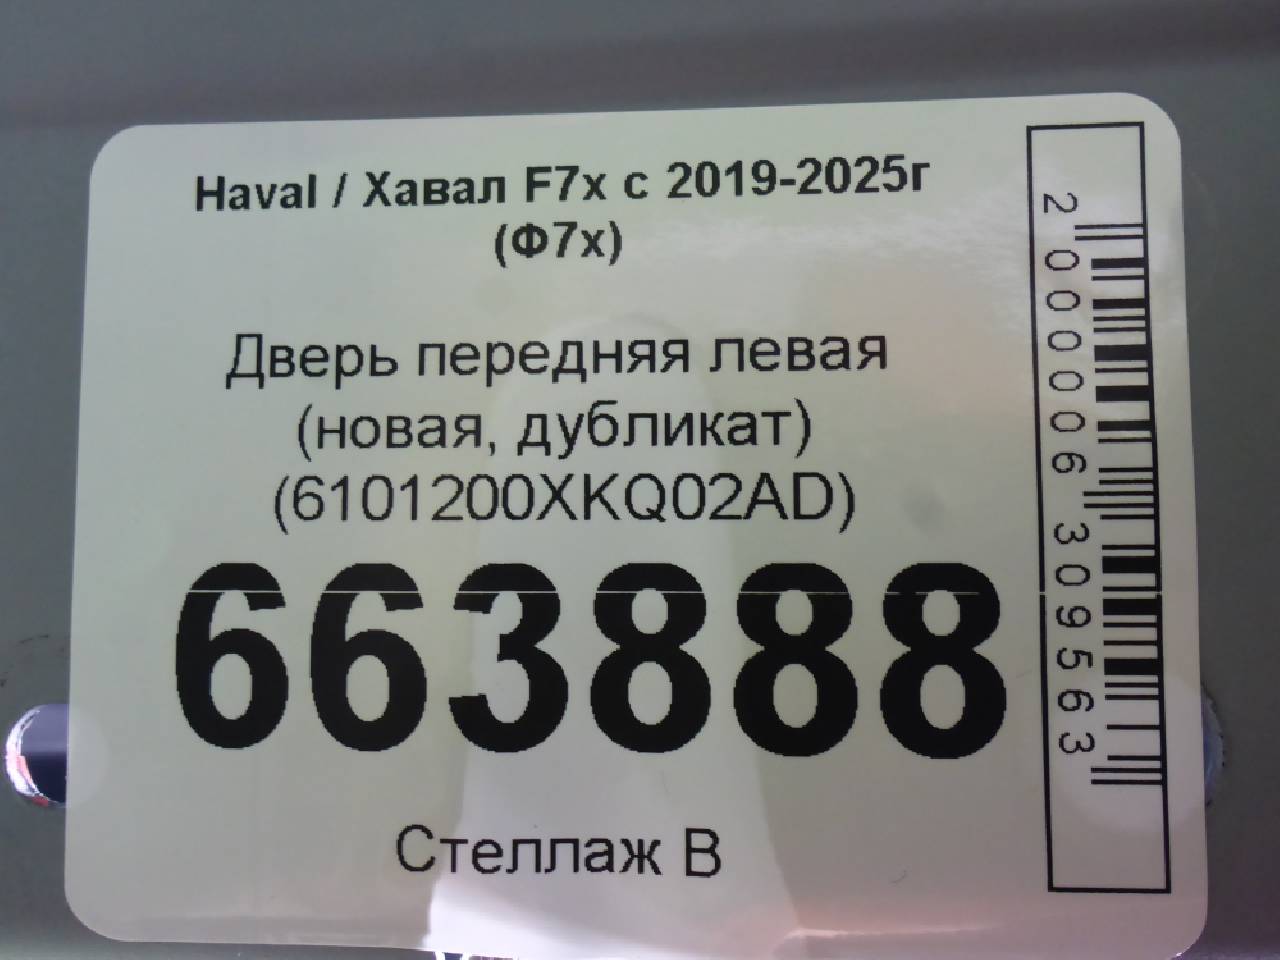 Haval / Хавал F7x с 2019-2025г
(Ф7х)
Дверь передняя левая
(новая, дубликат)
(6101200XKQ02AD)
663888
Стеллаж В
2000006309563